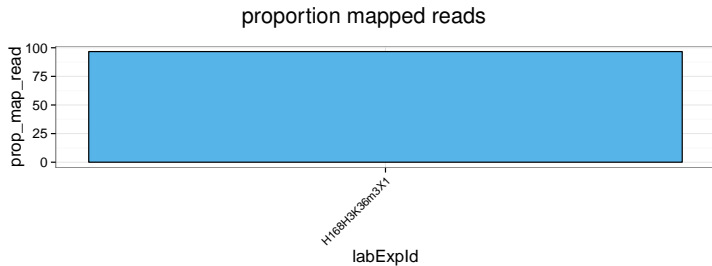 proportion mapped reads
100
75
50
25
0
prop_map_read
H168H3K36m3X1
labExpId